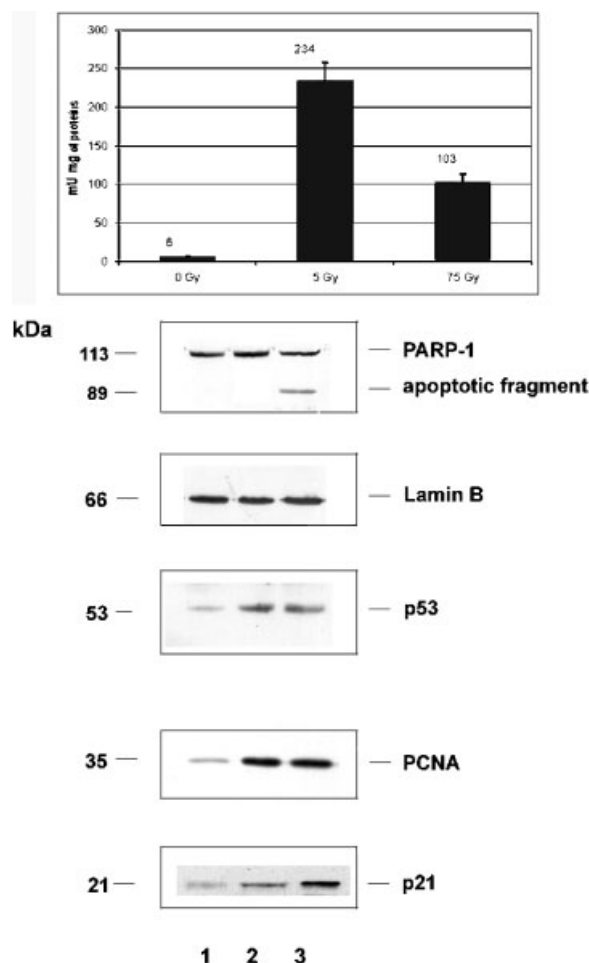 300
250
200
150
100
50
0
mU mg of proteins
6
234
103
0 Gy 5 Gy 75 Gy
kDa
113 PARP-1
89 apoptotic fragment
66 Lamin B
53 p53
35 PCNA
21 p21
1 2 3